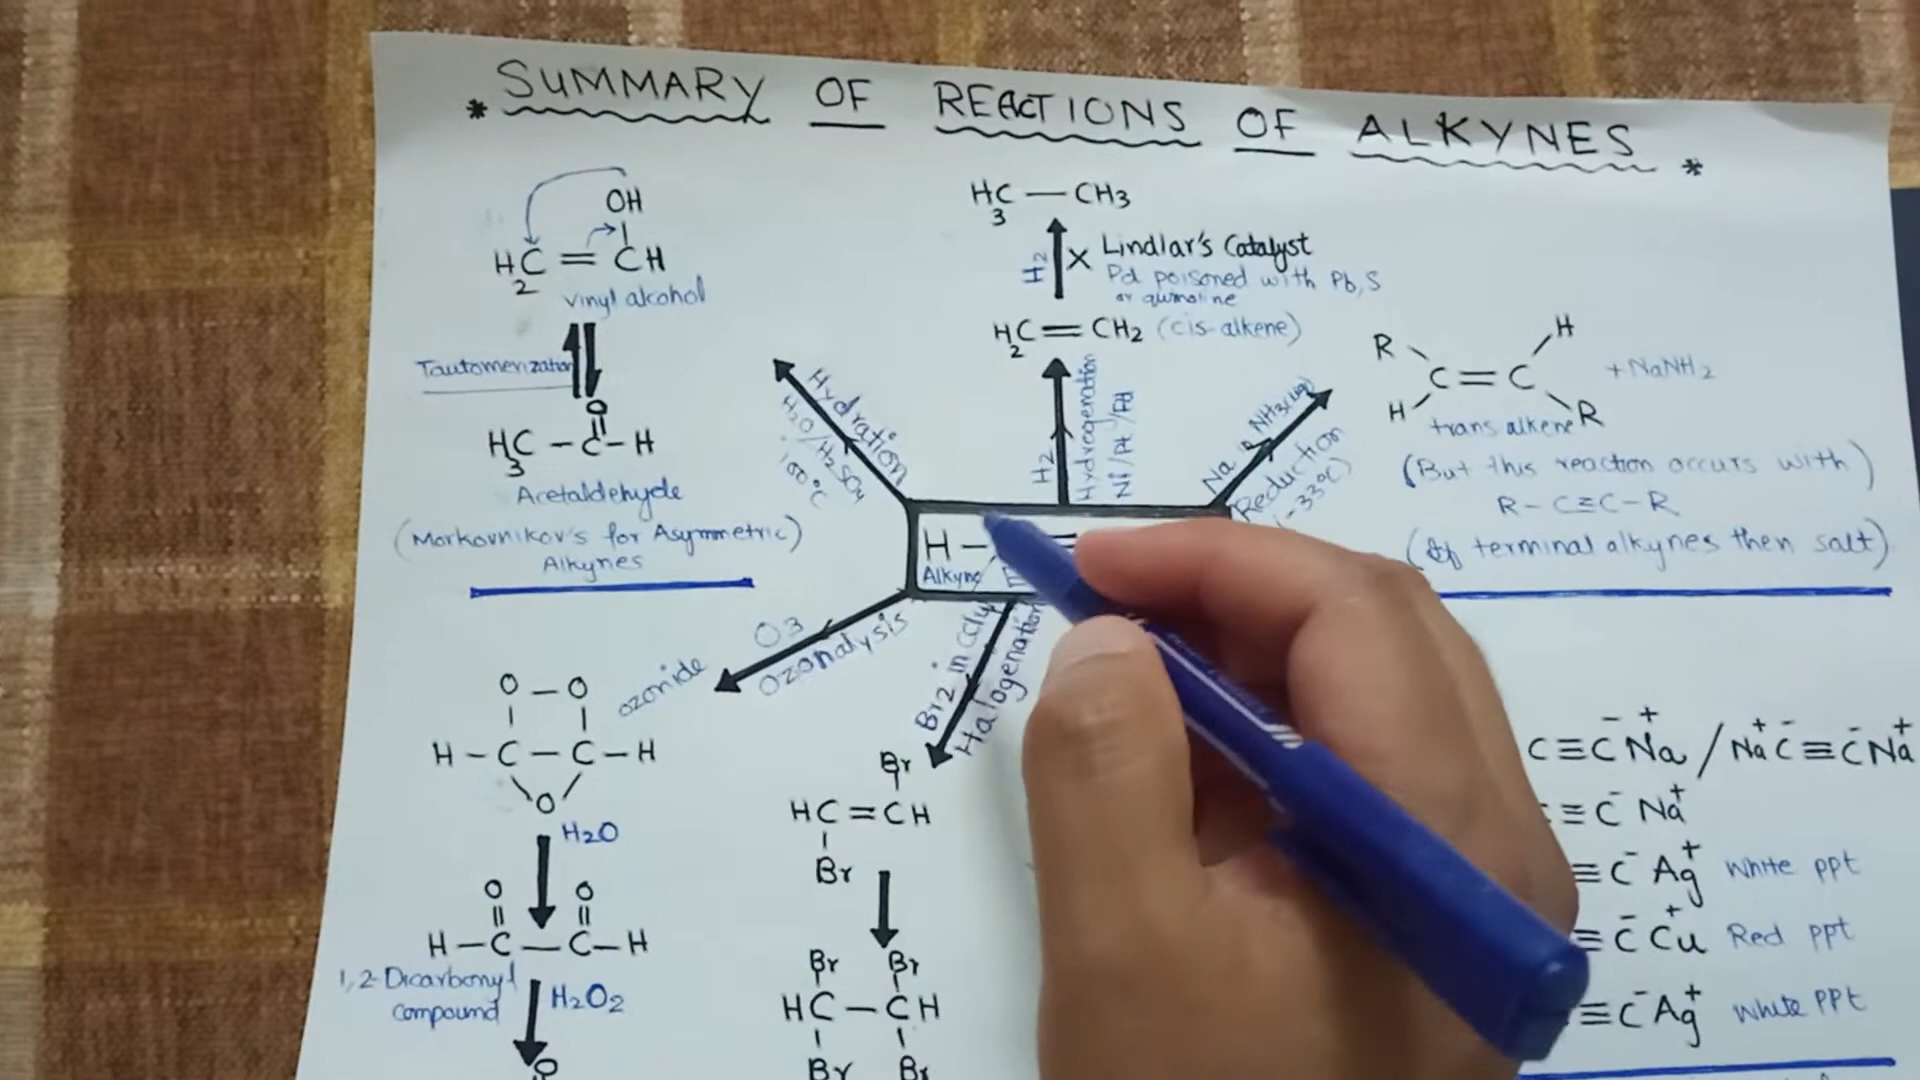 * SUMMARY OF REACTIONS OF ALKYNES *
OH
H2C = CH
vinyl alcohol
Tautomerization
O
H3C - C - H
Acetaldehyde
(Markovnikov's for Asymmetric)
Alkynes
Hydration
H2O/H2SO4
100°C
H3C — CH3
H2
X Lindlar's Catalyst
Pd poisoned with Pb, S
or quinoline
H2C = CH2 (cis-alkene)
H2
Hydrogenation
Ni/Pt/Pd
Na in NH3(liq)
Reduction
(-33°C)
R H
C = C + NaNH2
H R
trans alkene
(But this reaction occurs with)
R - C≡C - R
(If terminal alkynes then salt)
H -
Alkyne
O3
Ozonalysis
ozonide
O - O
H - C - C - H
O
H2O
O O
H - C - C - H
1,2-Dicarbonyl
Compound
H2O2
O
Br2 in CCl4
Halogenation
Br
HC = CH
Br
Br Br
HC - CH
Br Br
C≡C⁻Na⁺ / Na⁺C⁻≡C⁻Na⁺
≡C⁻Na⁺
≡C⁻Ag⁺ White ppt
≡C⁻Cu⁺ Red ppt
≡C⁻Ag⁺ White ppt